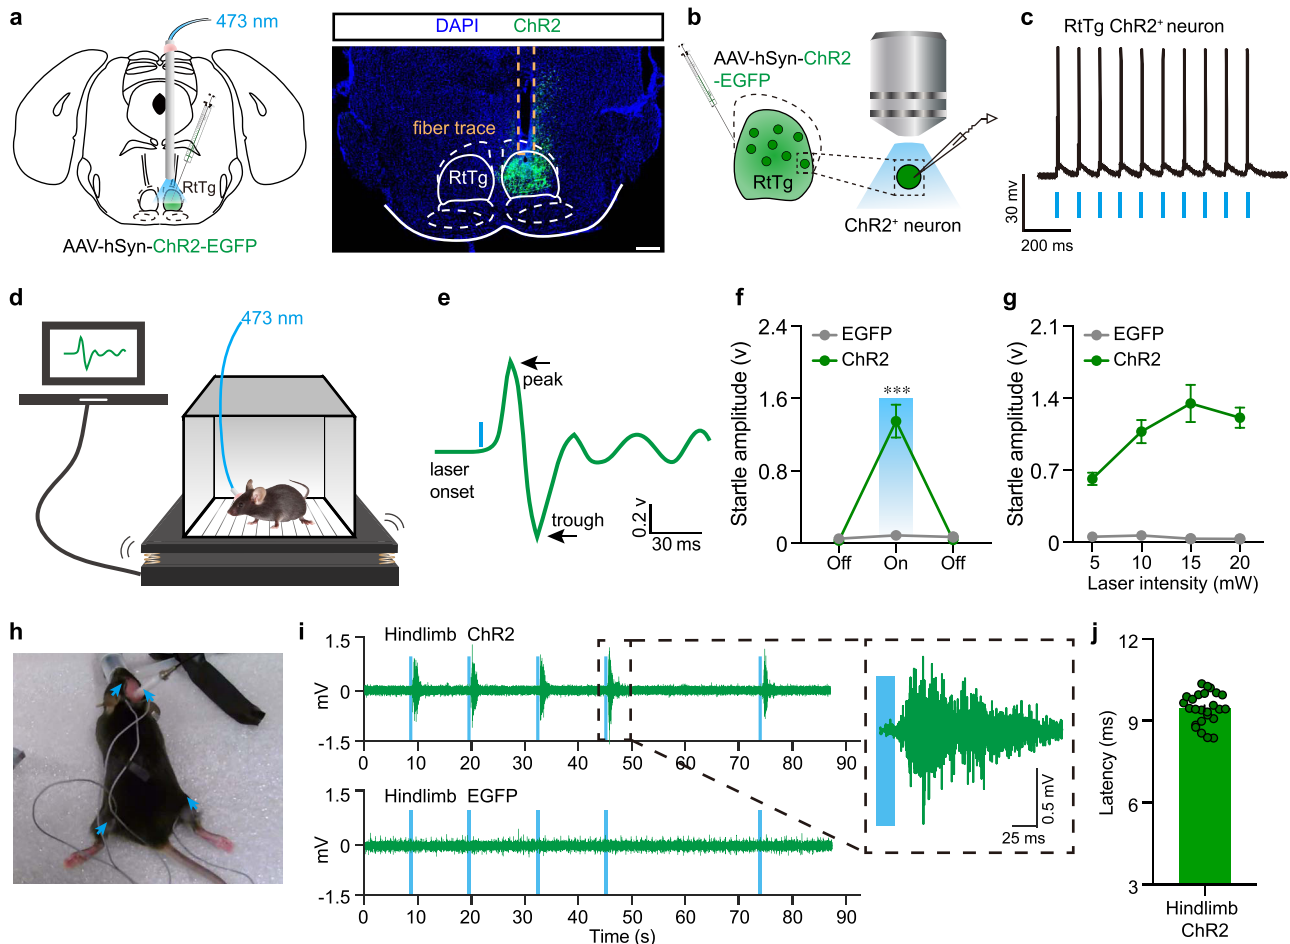 a
473 nm
RtTg
AAV-hSyn-ChR2-EGFP
DAPI ChR2
fiber trace
RtTg
b
AAV-hSyn-ChR2
-EGFP
RtTg
ChR2⁺ neuron
c
RtTg ChR2⁺ neuron
30 mv
200 ms
d
473 nm
e
peak
laser
onset
trough
0.2 v
30 ms
f
2.4
1.6
0.8
0
Startle amplitude (v)
EGFP
ChR2
***
Off On Off
g
2.1
1.4
0.7
0
Startle amplitude (v)
EGFP
ChR2
5 10 15 20
Laser intensity (mW)
h
i
Hindlimb ChR2
1.5
0
-1.5
mV
0 10 20 30 40 50 60 70 80 90
Hindlimb EGFP
1.5
0
-1.5
mV
0 10 20 30 40 50 60 70 80 90
Time (s)
0.5 mV
25 ms
j
12
9
6
3
Latency (ms)
Hindlimb
ChR2